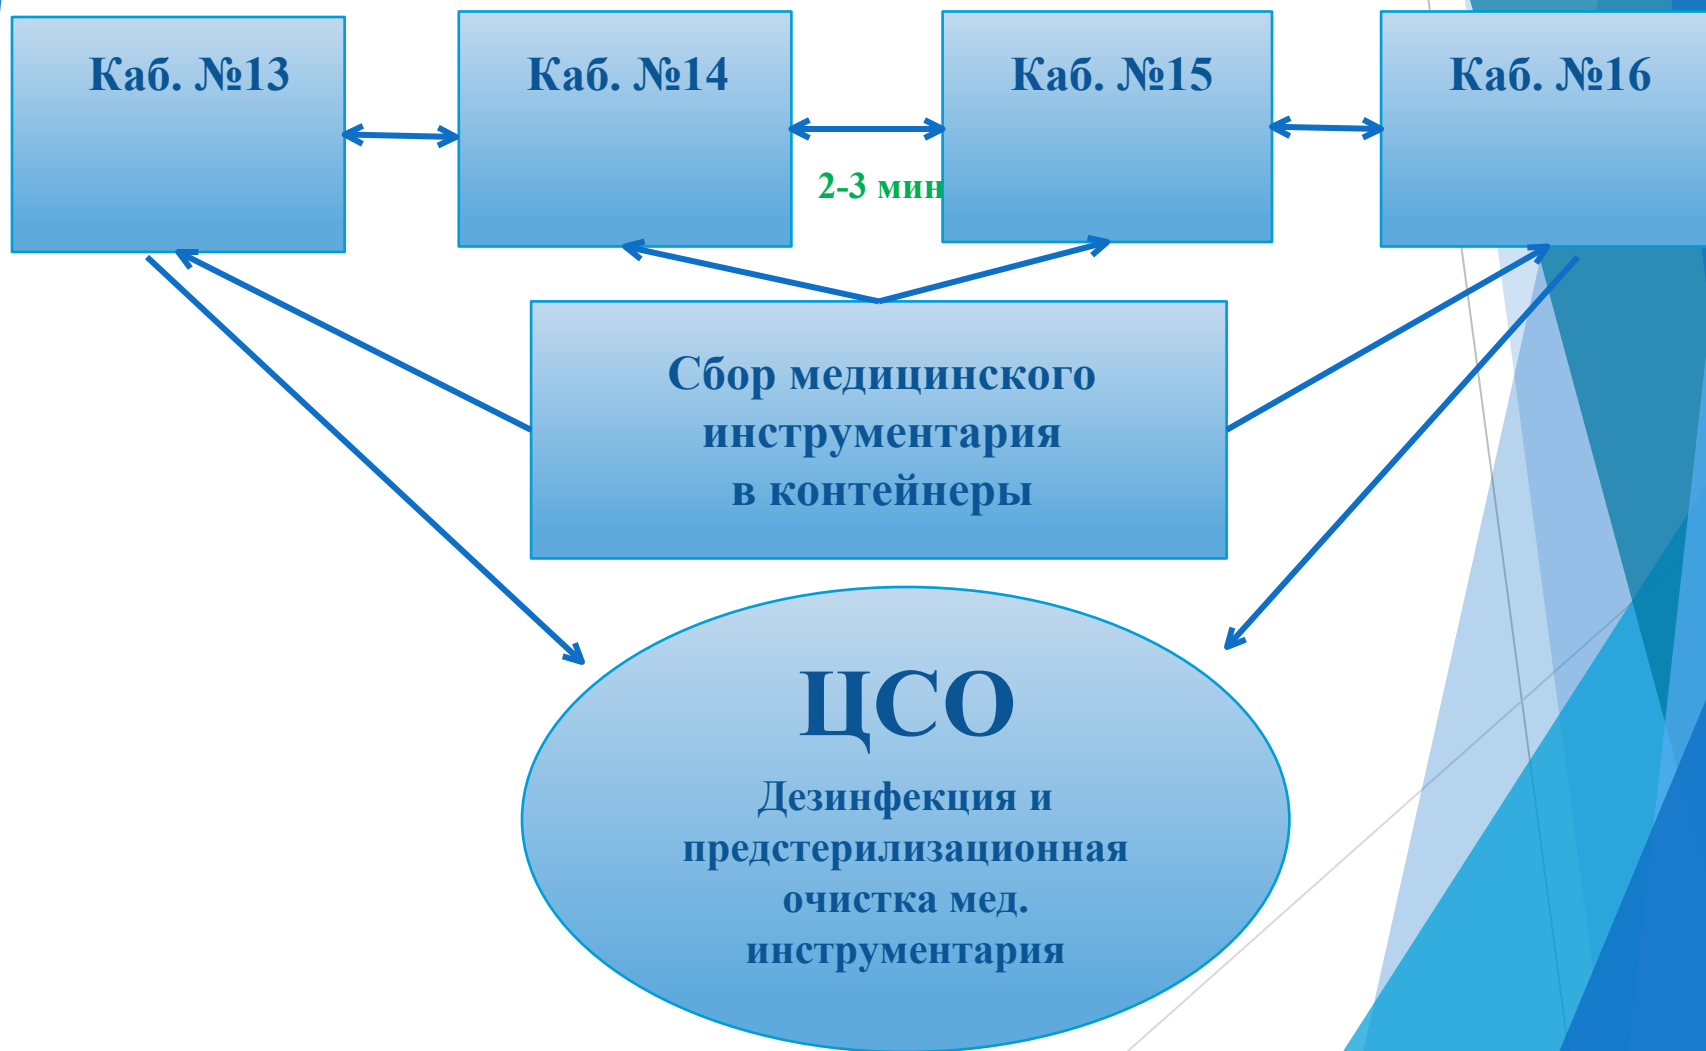 Каб. №13
Каб. №14
Каб. №15
Каб. №16
2-3 мин
Сбор медицинского
инструментария
в контейнеры
ЦСО
Дезинфекция и
предстерилизационная
очистка мед.
инструментария